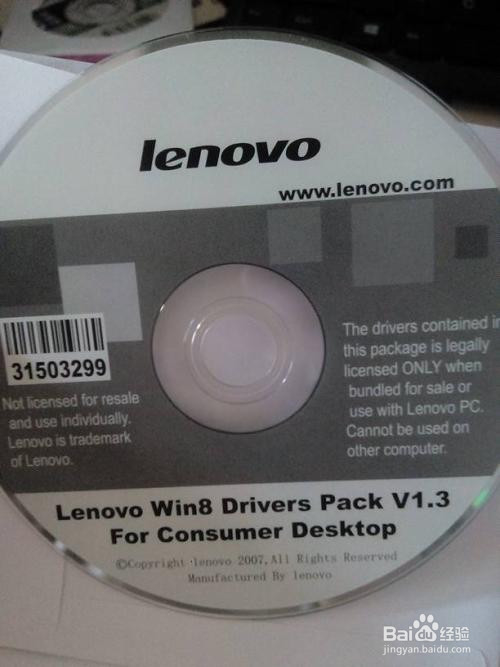 lenovo
www.lenovo.com
31503299
Not licensed for resale
and use individually.
Lenovo is trademark
of Lenovo.
The drivers contained in
this package is legally
licensed ONLY when
bundled for sale or
use with Lenovo PC.
Cannot be used on
other computer.
Lenovo Win8 Drivers Pack V1.3
For Consumer Desktop
©Copyright lenovo 2007,All Rights Reserved
Manufactured By lenovo
Baidu 经验
jingyan.baidu.com